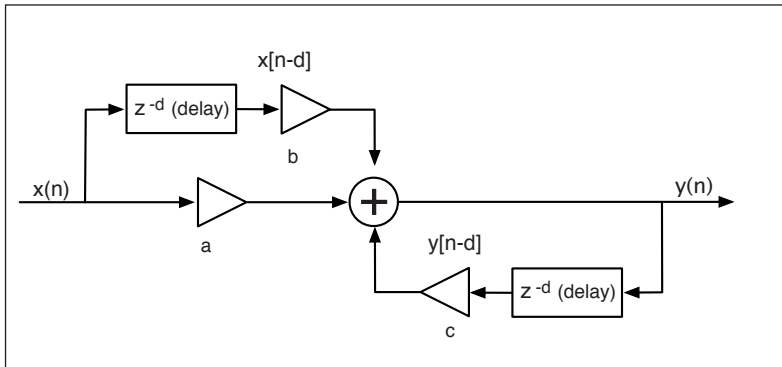 x[n-d]
z -d (delay)
b
x(n)
y(n)
+
a
y[n-d]
z -d (delay)
c